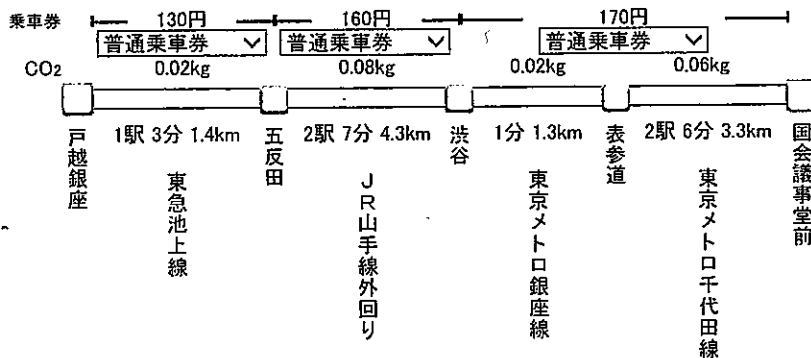 乗車券 130円 160円 170円
普通乗車券 普通乗車券 普通乗車券
CO2 0.02kg 0.08kg 0.02kg 0.06kg
戸越銀座
1駅 3分 1.4km
東急池上線
五反田
2駅 7分 4.3km
JR山手線外回り
渋谷
1分 1.3km
東京メトロ銀座線
表参道
2駅 6分 3.3km
東京メトロ千代田線
国会議事堂前